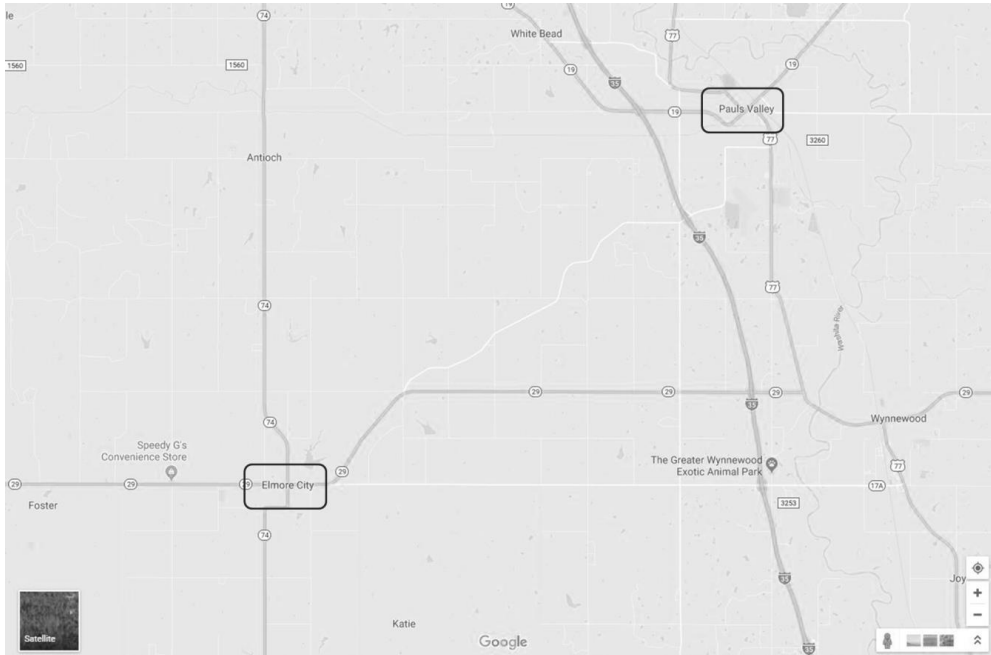 19
74
77
le
White Bead
1560
1560
19
19
35
Pauls Valley
19
77
3260
Antioch
35
77
74
Washita River
29
29
29
29
35
74
Wynnewood
Speedy G's
Convenience Store
29
The Greater Wynnewood
Exotic Animal Park
77
29
29
29
Elmore City
17A
Foster
3253
74
35
Joy
Katie
Satellite
Google
35